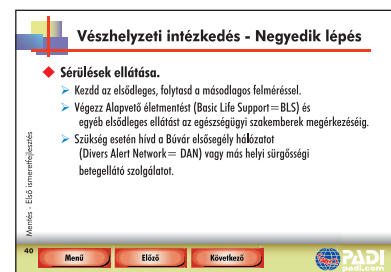 Vészhelyzeti intézkedés - Negyedik lépés
Sérülések ellátása.
Kezdd az elsődleges, folytasd a másodlagos felméréssel.
Végezz Alapvető életmentést (Basic Life Support=BLS) és
egyéb elsődleges ellátást az egészségügyi szakemberek megérkezéséig.
Szükség esetén hívd a Búvár elsősegély hálózatot
(Divers Alert Network= DAN) vagy más helyi sürgősségi
betegellátó szolgálatot.
Mentés - Első ismeretfejlesztés
40
Menü
Előző
Következő
PADI
padi.com